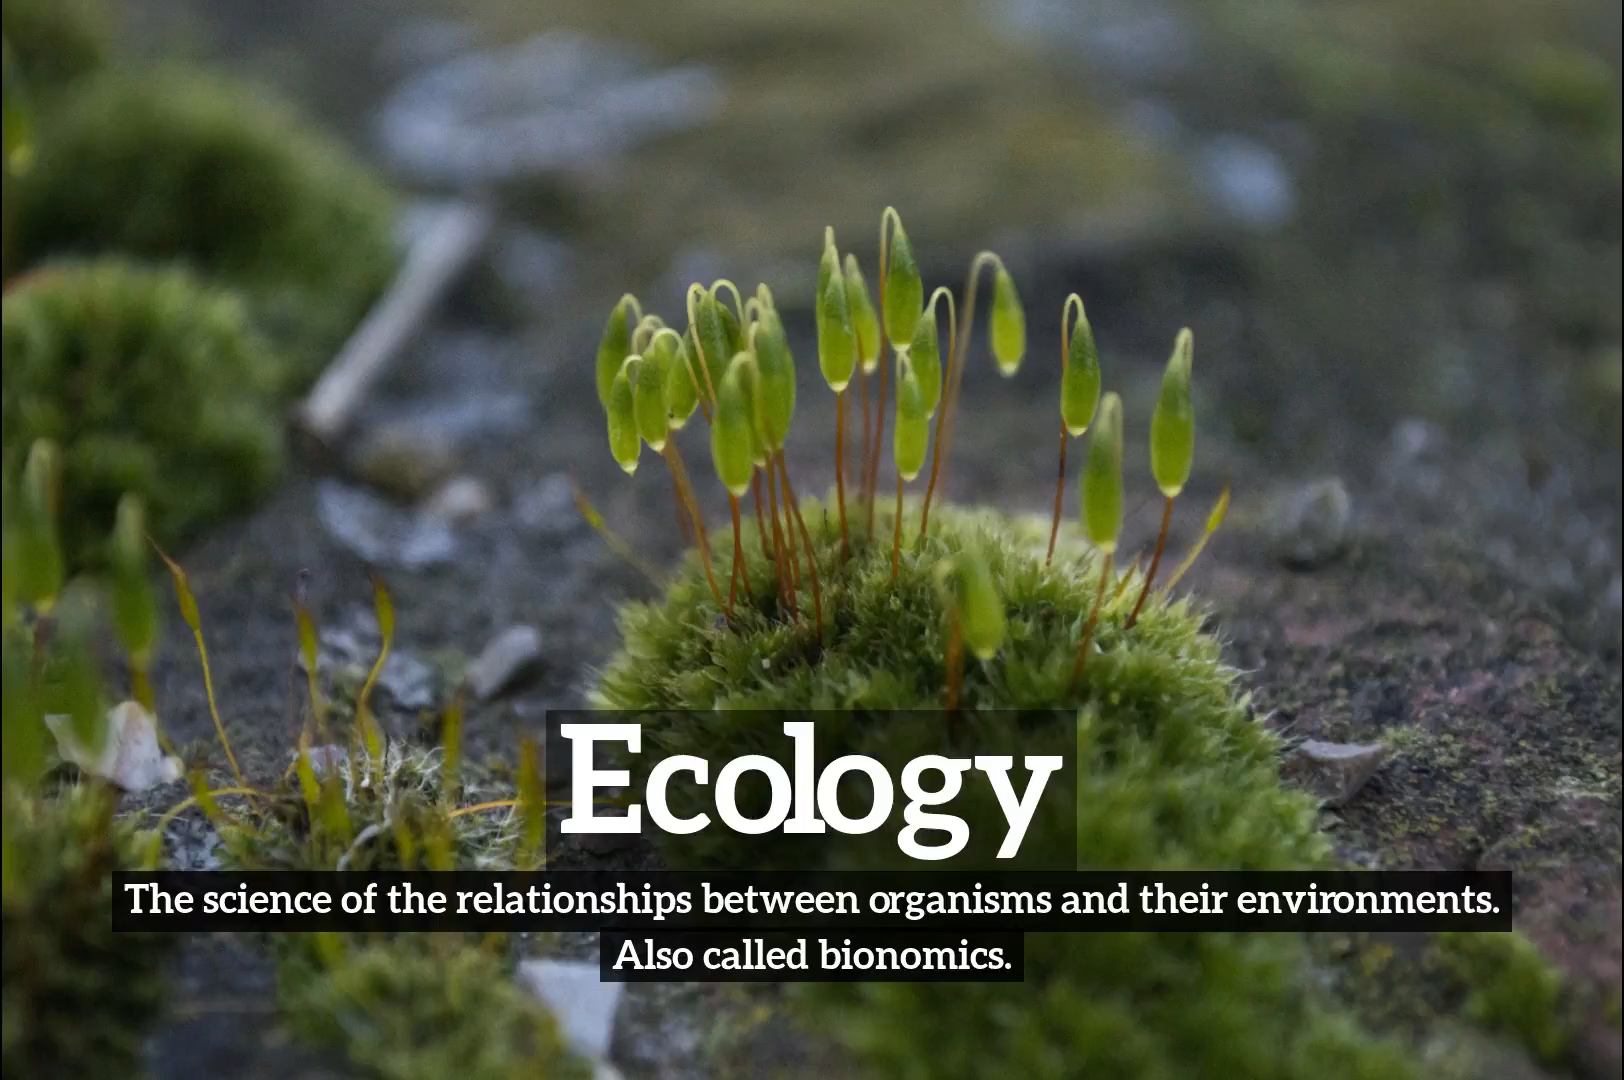 Ecology
The science of the relationships between organisms and their environments.
Also called bionomics.